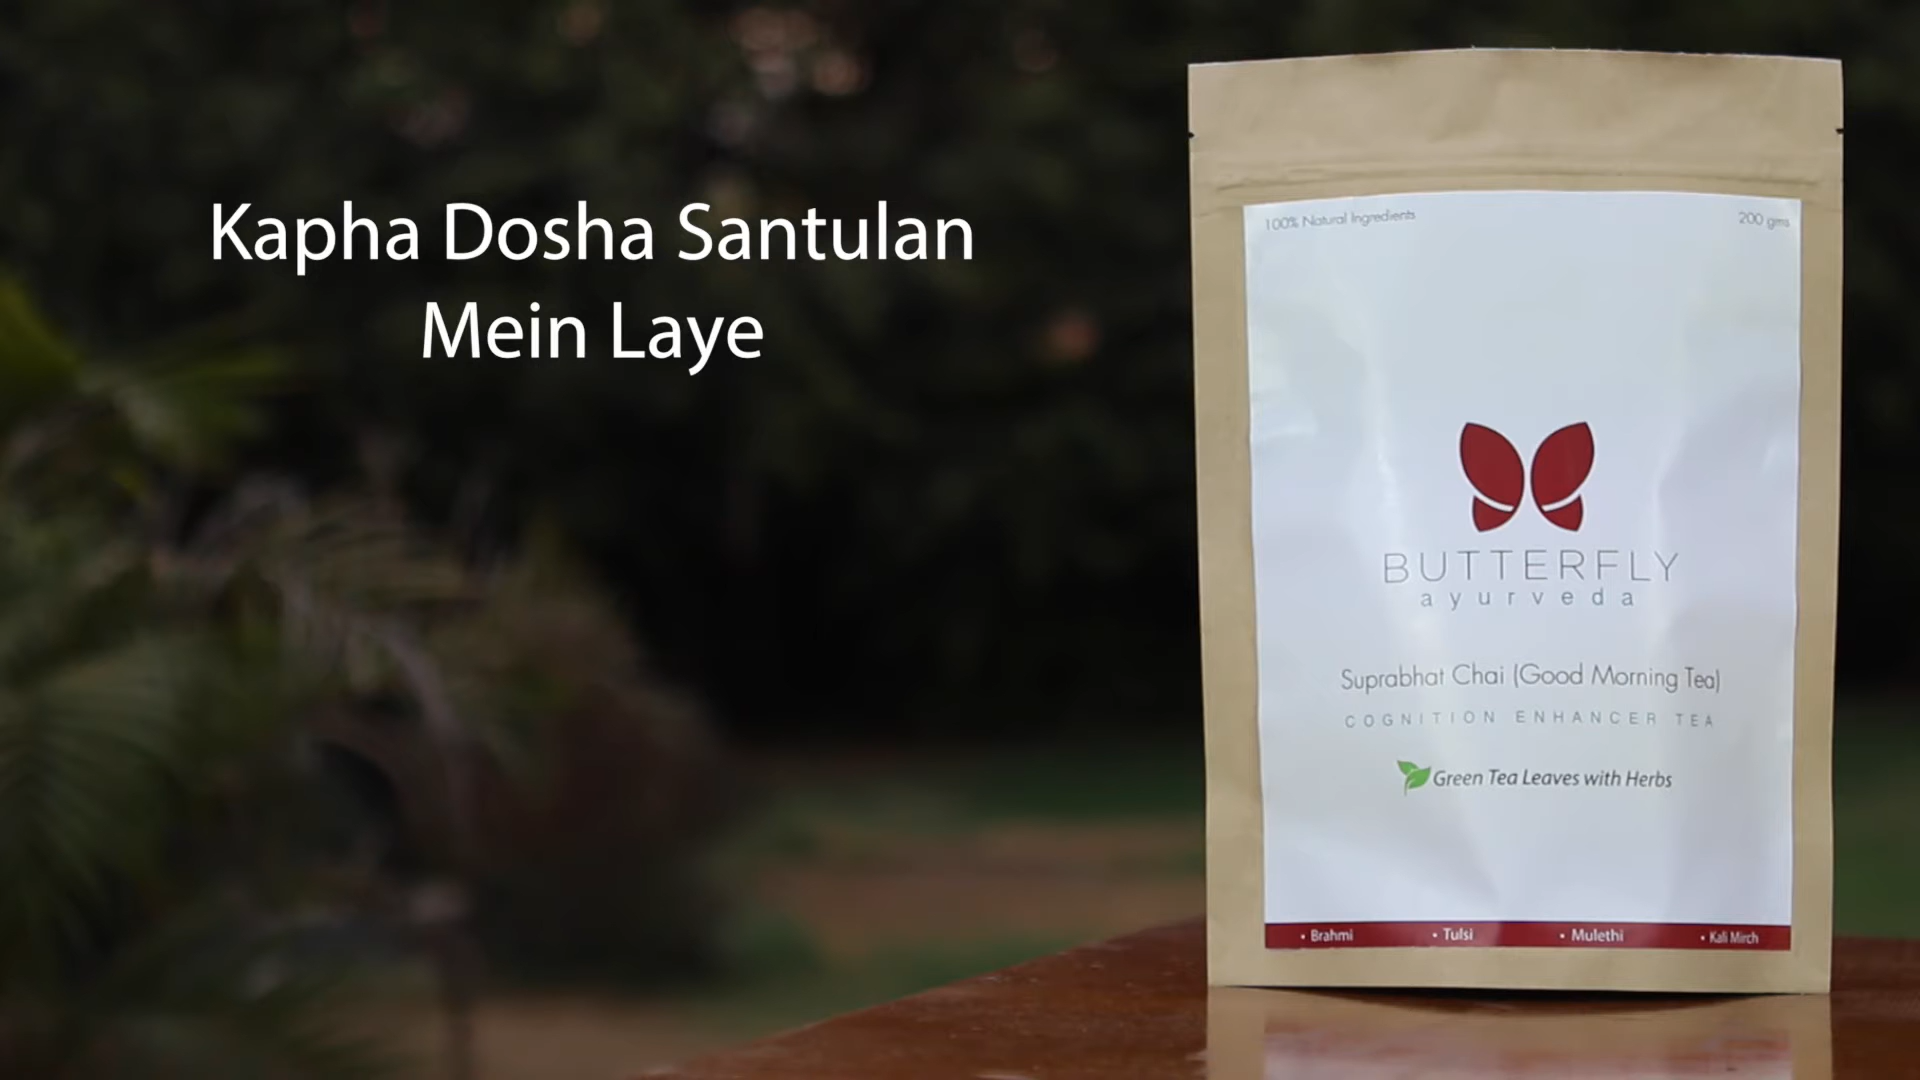 Kapha Dosha Santulan
Mein Laye
100% Natural Ingredients
200 gms
BUTTERFLY
ayurveda
Suprabhat Chai (Good Morning Tea)
COGNITION ENHANCER TEA
Green Tea Leaves with Herbs
• Brahmi • Tulsi • Mulethi • Kali Mirch